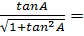 tanA / √(1+tan²A) =